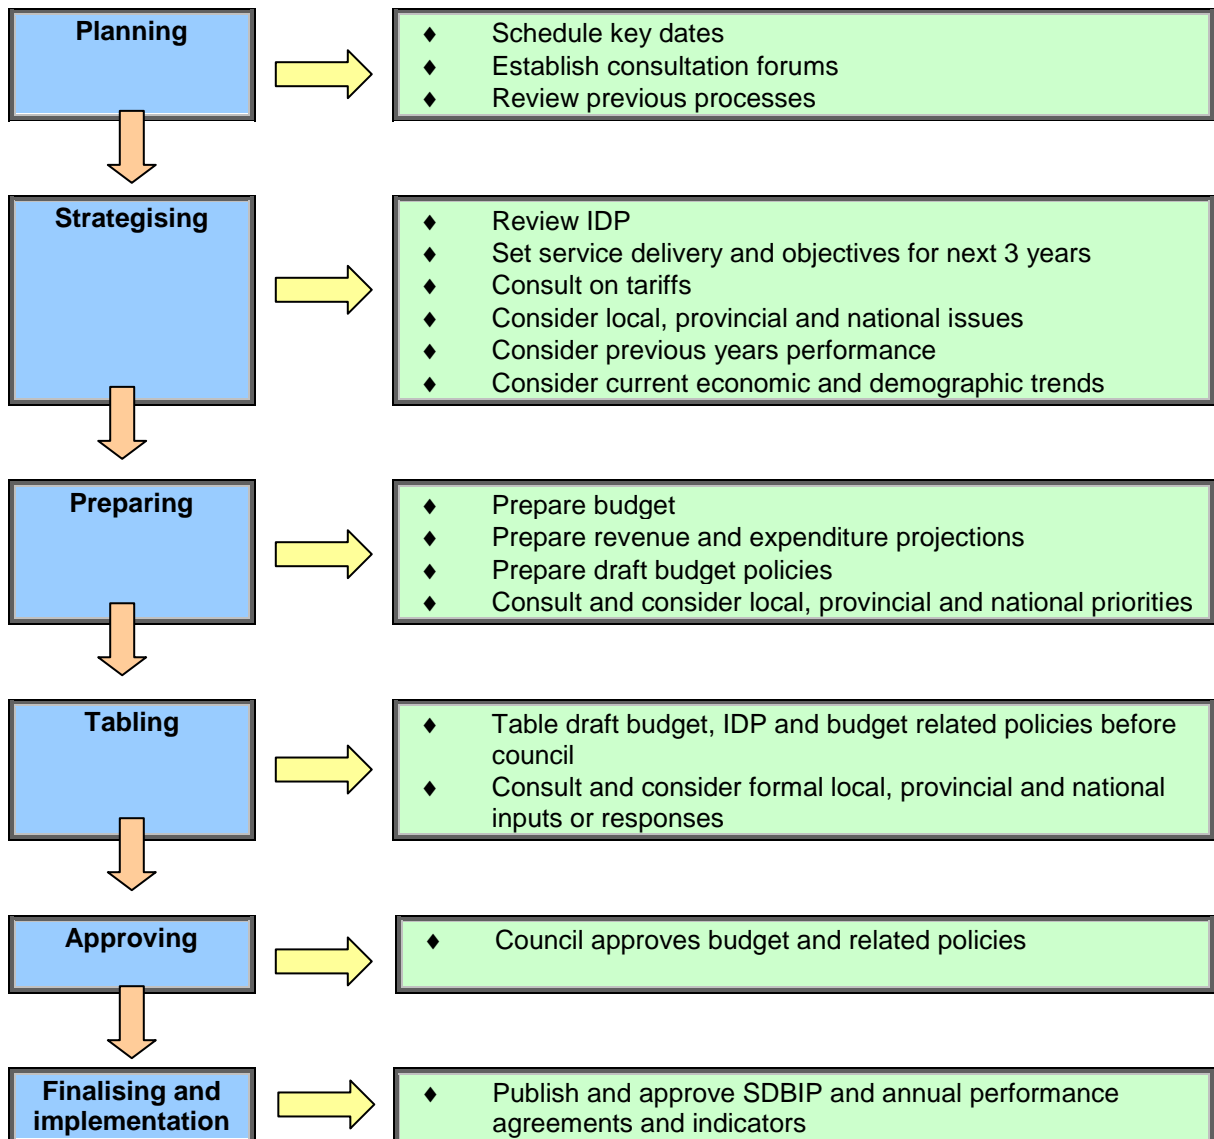 Planning
♦ Schedule key dates
♦ Establish consultation forums
♦ Review previous processes
Strategising
♦ Review IDP
♦ Set service delivery and objectives for next 3 years
♦ Consult on tariffs
♦ Consider local, provincial and national issues
♦ Consider previous years performance
♦ Consider current economic and demographic trends
Preparing
♦ Prepare budget
♦ Prepare revenue and expenditure projections
♦ Prepare draft budget policies
♦ Consult and consider local, provincial and national priorities
Tabling
♦ Table draft budget, IDP and budget related policies before
council
♦ Consult and consider formal local, provincial and national
inputs or responses
Approving
♦ Council approves budget and related policies
Finalising and
implementation
♦ Publish and approve SDBIP and annual performance
agreements and indicators